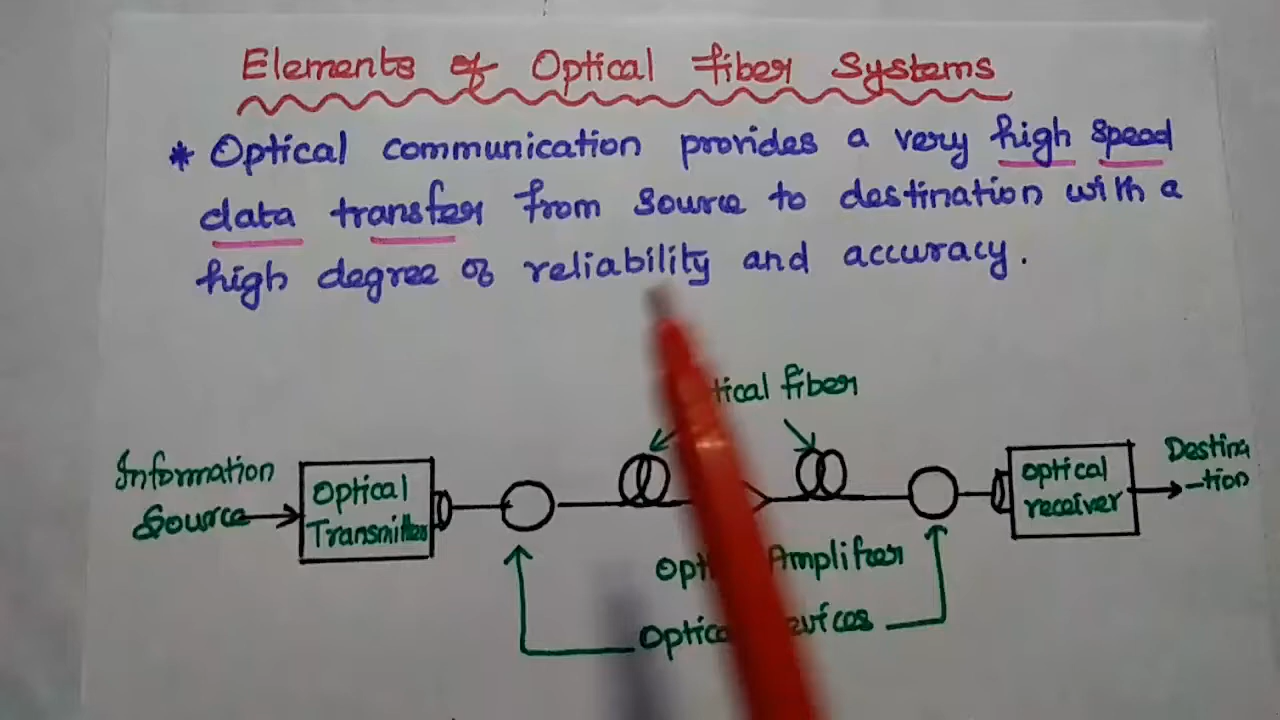 Elements of Optical fiber Systems
* Optical communication provides a very high speed
data transfer from source to destination with a
high degree of reliability and accuracy.
tical fiber
Information
Source
Optical
Transmitter
optical
receiver
Destina
-tion
Amplifier